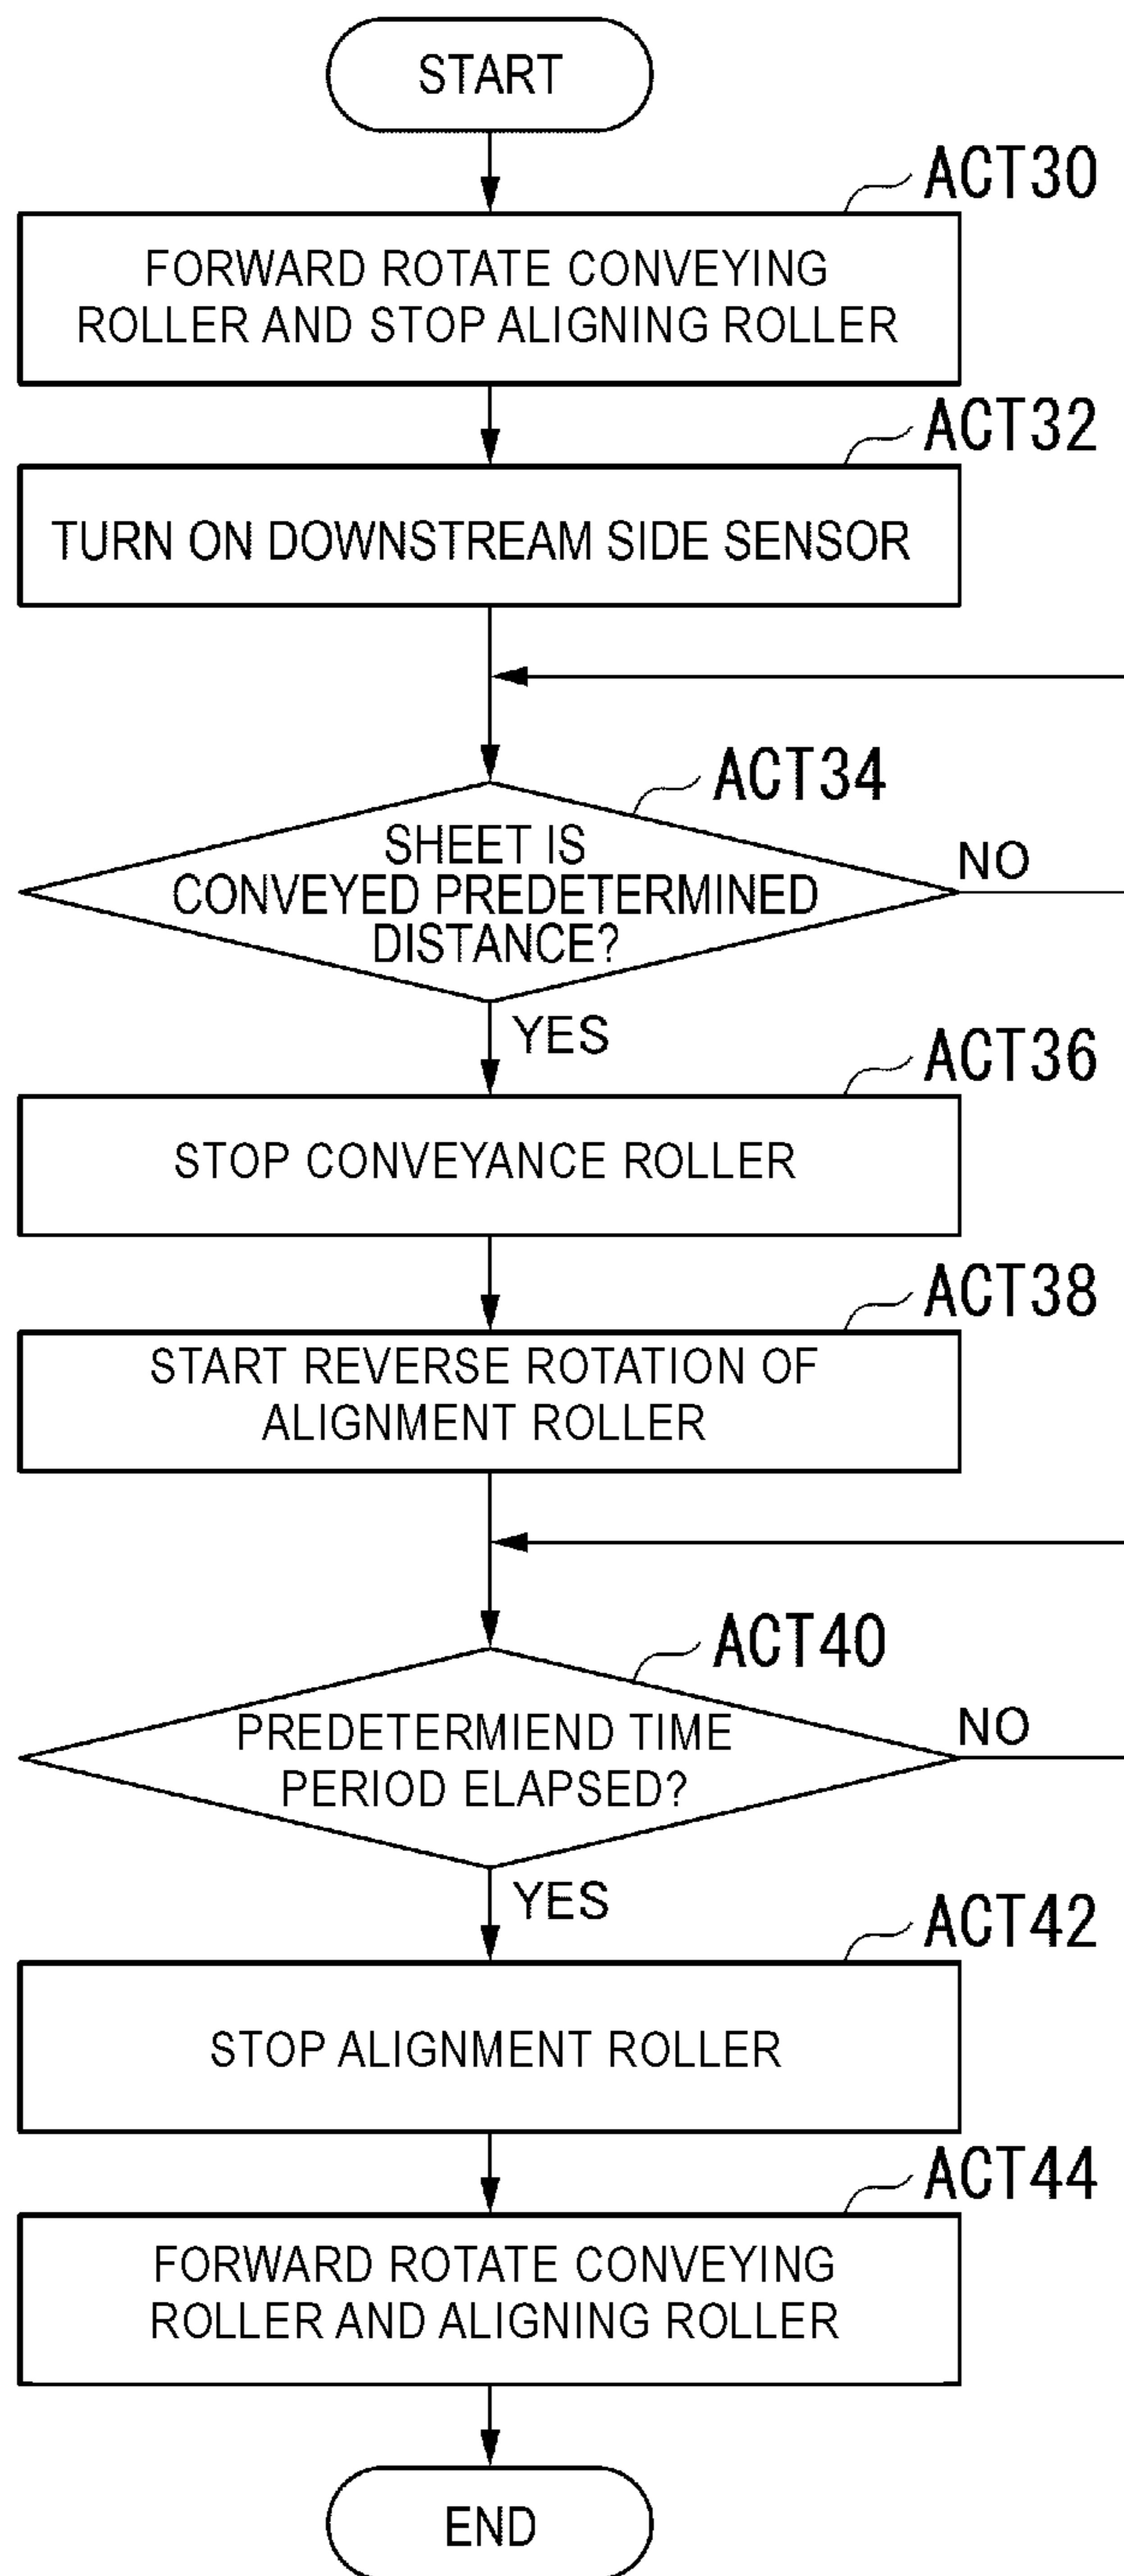 START
ACT30
FORWARD ROTATE CONVEYING
ROLLER AND STOP ALIGNING ROLLER
ACT32
TURN ON DOWNSTREAM SIDE SENSOR
ACT34
SHEET IS
CONVEYED PREDETERMINED
DISTANCE?
NO
YES
ACT36
STOP CONVEYANCE ROLLER
ACT38
START REVERSE ROTATION OF
ALIGNMENT ROLLER
ACT40
PREDETERMIEND TIME
PERIOD ELAPSED?
NO
YES
ACT42
STOP ALIGNMENT ROLLER
ACT44
FORWARD ROTATE CONVEYING
ROLLER AND ALIGNING ROLLER
END